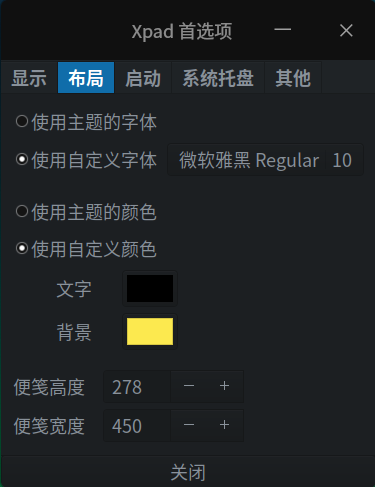 Xpad 首选项
显示 布局 启动 系统托盘 其他
使用主题的字体
使用自定义字体 微软雅黑 Regular 10
使用主题的颜色
使用自定义颜色
文字
背景
便笺高度 278 − +
便笺宽度 450 − +
关闭